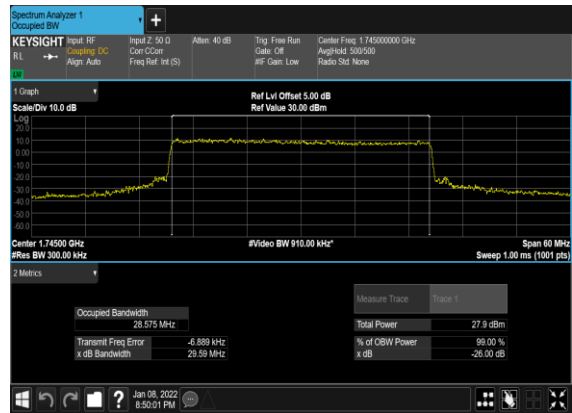 Spectrum Analyzer 1
Occupied BW
+
KEYSIGHT Input: RF Input Z: 50 Ω Atten: 40 dB Trig: Free Run Center Freq: 1.745000000 GHz
RL Coupling: DC Corr CCorr Gate: Off Avg|Hold: 500/500
Align: Auto Freq Ref: Int (S) #IF Gain: Low Radio Std: None
LW
1 Graph Ref Lvl Offset 5.00 dB
Scale/Div 10.0 dB Ref Value 30.00 dBm
Log
20.0
10.0
0.00
-10.0
-20.0
-30.0
-40.0
-50.0
-60.0
Center 1.74500 GHz #Video BW 910.00 kHz* Span 60 MHz
#Res BW 300.00 kHz Sweep 1.00 ms (1001 pts)
2 Metrics
Measure Trace Trace 1
Occupied Bandwidth
28.575 MHz Total Power 27.9 dBm
Transmit Freq Error -6.889 kHz % of OBW Power 99.00 %
x dB Bandwidth 29.59 MHz x dB -26.00 dB
? Jan 08, 2022
8:50:01 PM